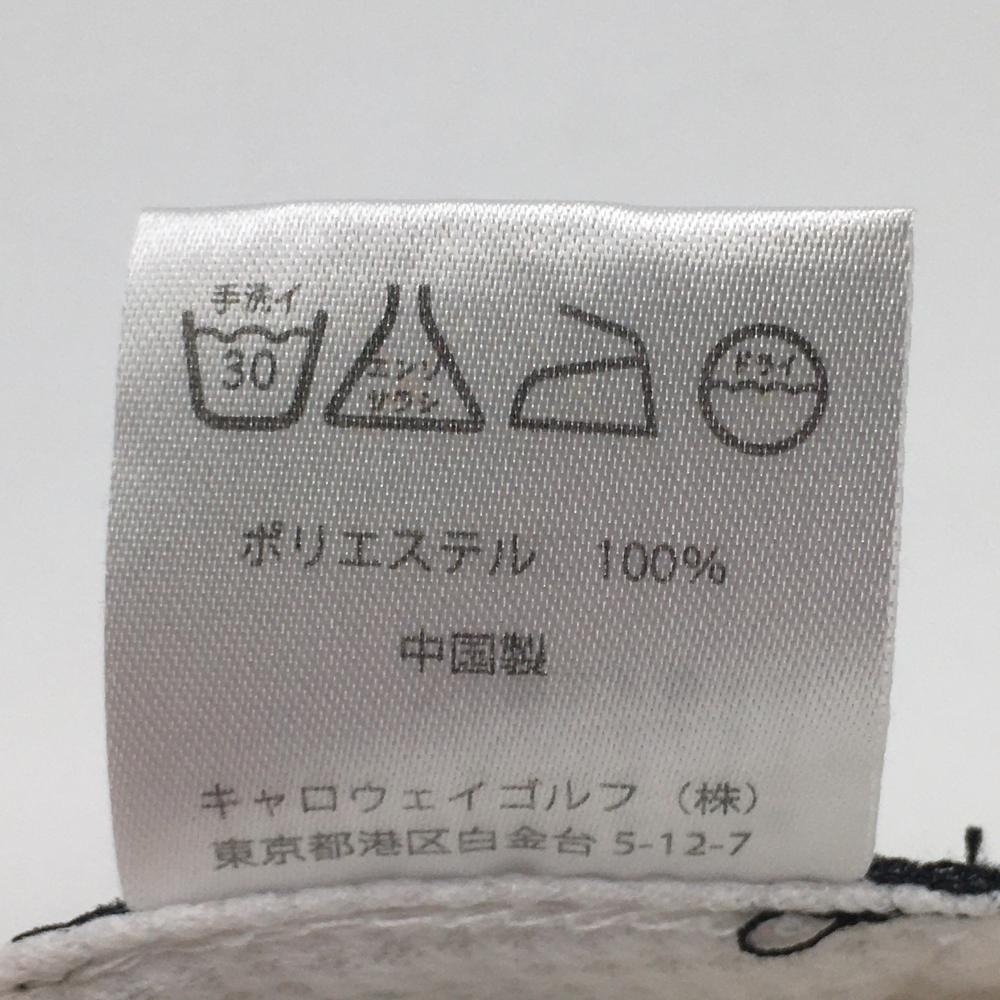 手洗イ
30
エンソ
サラシ
ドライ
ポリエステル 100%
中国製
キャロウェイゴルフ（株）
東京都港区白金台 5-12-7